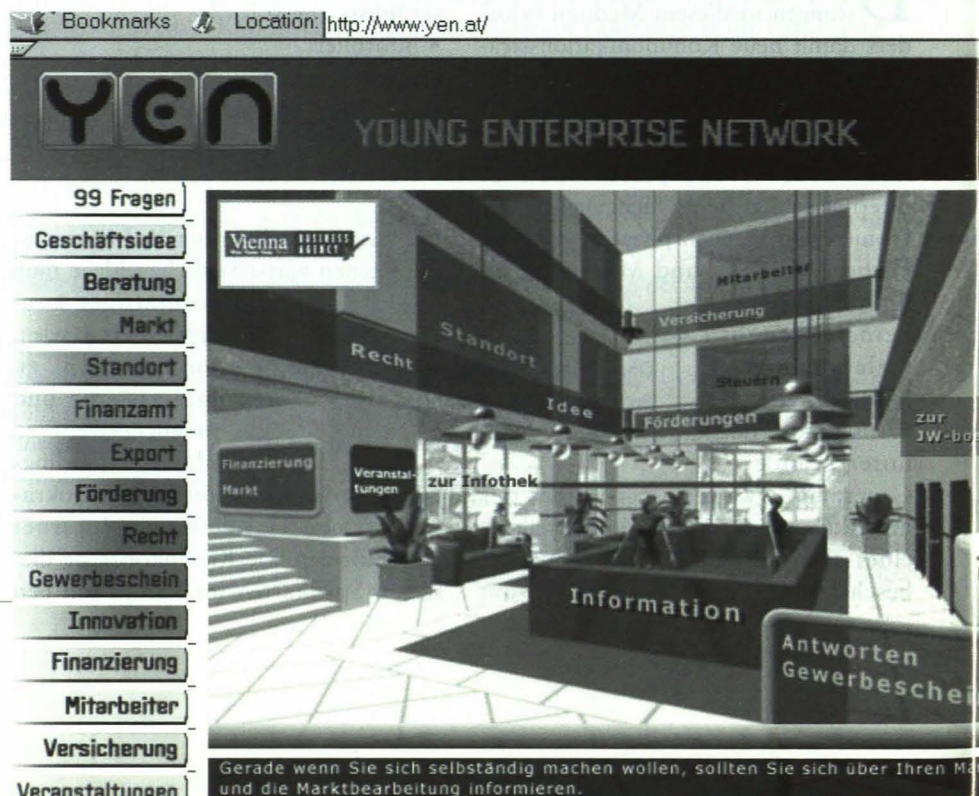 Bookmarks Location: http://www.yen.at/
YEN
YOUNG ENTERPRISE NETWORK
99 Fragen
Geschäftsidee
Beratung
Markt
Standort
Finanzamt
Export
Förderung
Recht
Gewerbeschein
Innovation
Finanzierung
Mitarbeiter
Versicherung
Veranstaltungen
Vienna BUSINESS
AGENCY
Mitarbeiter
Versicherung
Standort
Recht
Steuern
Idee
Förderungen
zur
JW-bo
Finanzierung
Markt
Veranstal-
tungen
zur Infothek
Information
Antworten
Gewerbesche
Gerade wenn Sie sich selbständig machen wollen, sollten Sie sich über Ihren Ma
und die Marktbearbeitung informieren.